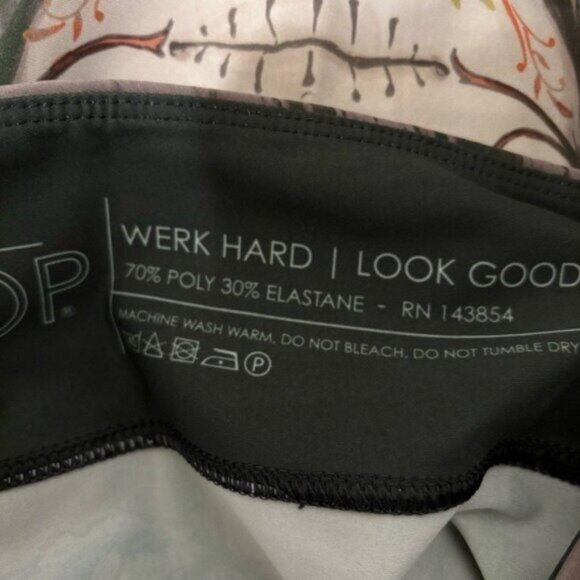 OP®
WERK HARD | LOOK GOOD
70% POLY 30% ELASTANE - RN 143854
MACHINE WASH WARM, DO NOT BLEACH, DO NOT TUMBLE DRY
P